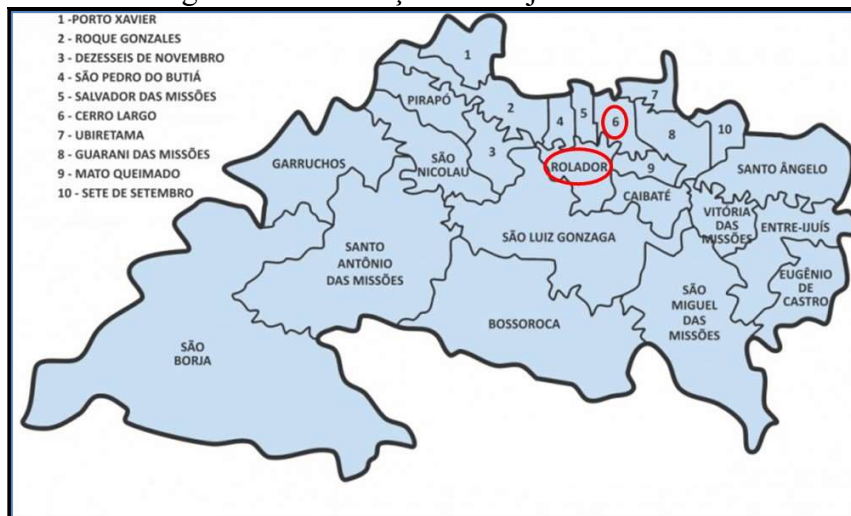 1 -PORTO XAVIER
2 - ROQUE GONZALES
3 - DEZESSEIS DE NOVEMBRO
4 - SÃO PEDRO DO BUTIÁ
5 - SALVADOR DAS MISSÕES
6 - CERRO LARGO
7 - UBIRETAMA
8 - GUARANI DAS MISSÕES
9 - MATO QUEIMADO
10 - SETE DE SETEMBRO
1
PIRAPÓ
2
4
5
6
7
8
10
3
GARRUCHOS
SÃO
NICOLAU
ROLADOR
9
SANTO ÂNGELO
CAIBATÉ
VITÓRIA
DAS
MISSÕES
ENTRE-IJUÍS
SÃO LUIZ GONZAGA
SANTO
ANTÔNIO
DAS MISSÕES
EUGÊNIO
DE
CASTRO
SÃO
MIGUEL
DAS
MISSÕES
BOSSOROCA
SÃO
BORJA